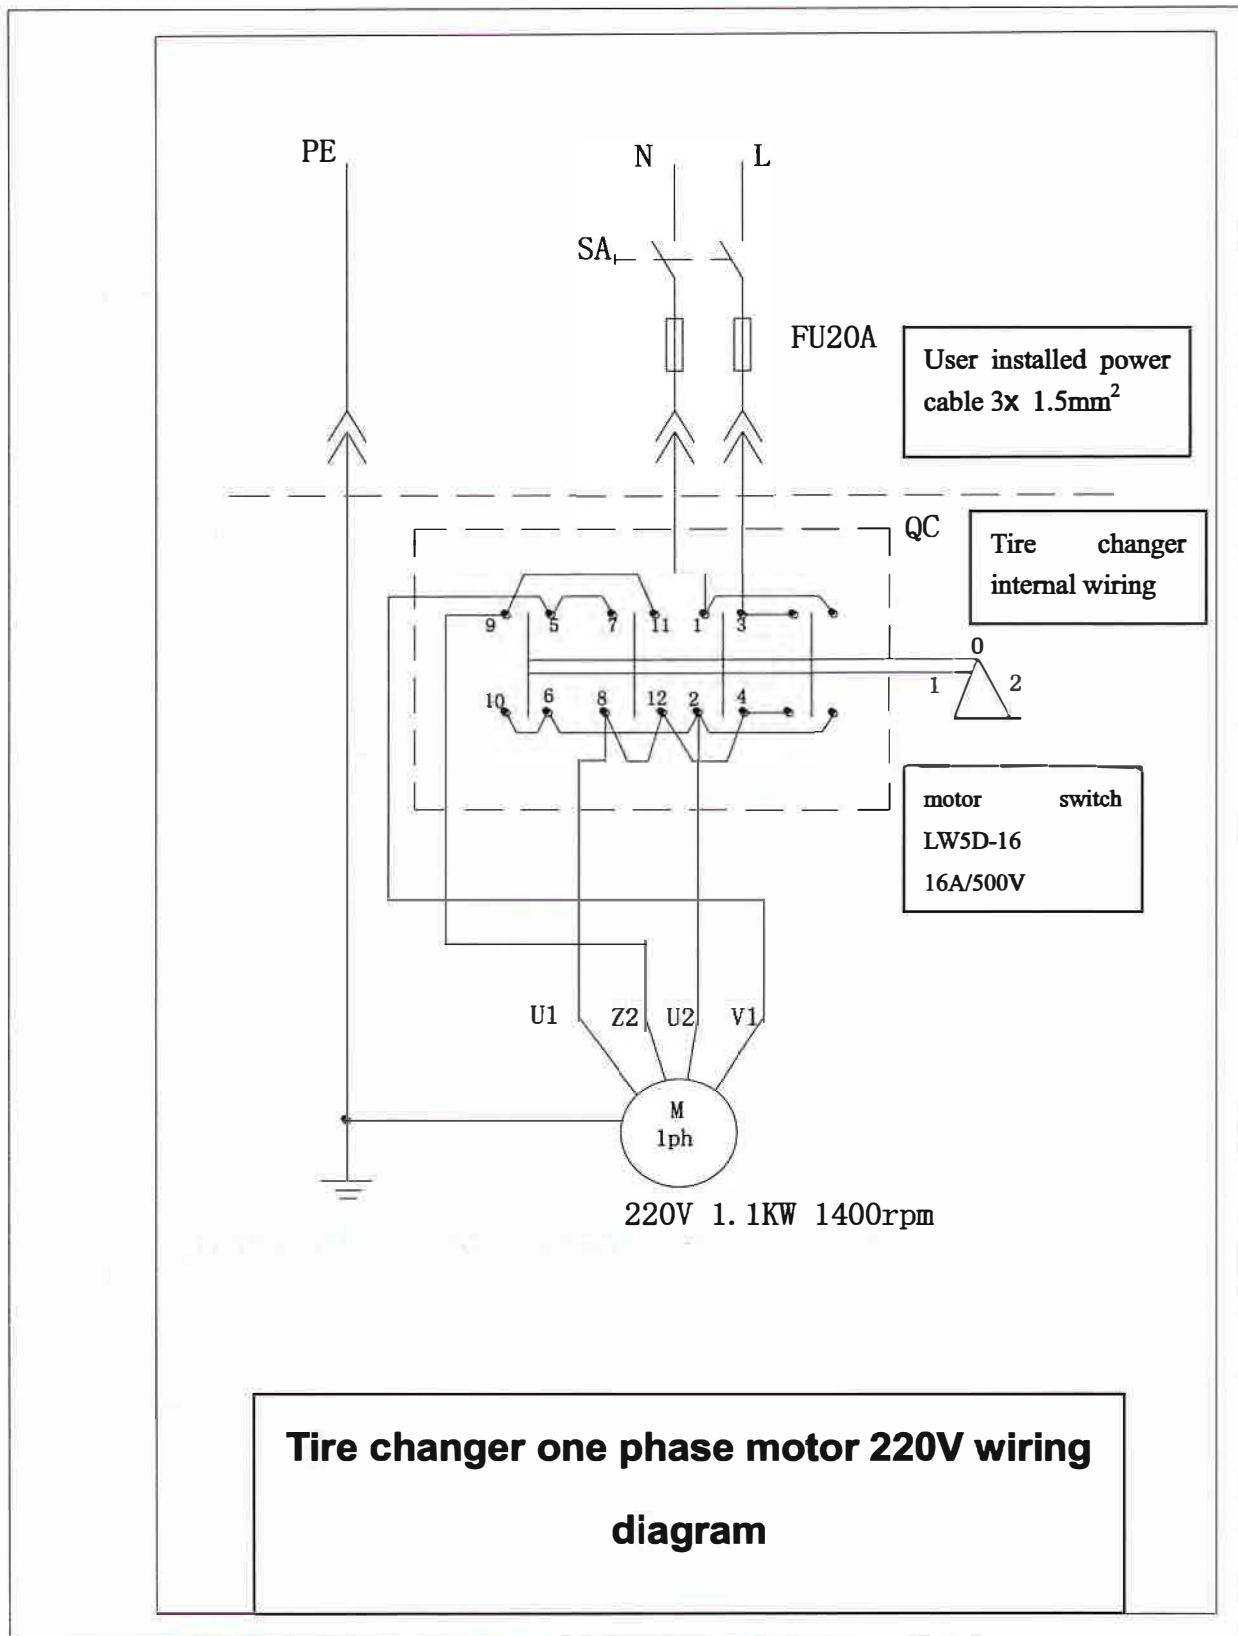 PE
N
L
SA
FU20A
User installed power
cable 3x 1.5mm²
QC
Tire changer
internal wiring
9 5 7 11 1 3
0
1 2
10 6 8 12 2 4
motor switch
LW5D-16
16A/500V
U1 Z2 U2 V1
M
1ph
220V 1.1KW 1400rpm
Tire changer one phase motor 220V wiring
diagram